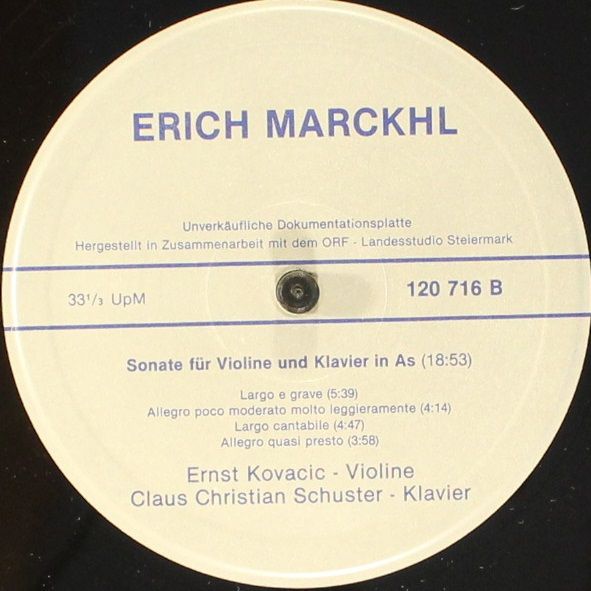 ERICH MARCKHL
Unverkäufliche Dokumentationsplatte
Hergestellt in Zusammenarbeit mit dem ORF - Landesstudio Steiermark
33¹/₃ UpM
120 716 B
Sonate für Violine und Klavier in As (18:53)
Largo e grave (5:39)
Allegro poco moderato molto leggieramente (4:14)
Largo cantabile (4:47)
Allegro quasi presto (3:58)
Ernst Kovacic - Violine
Claus Christian Schuster - Klavier